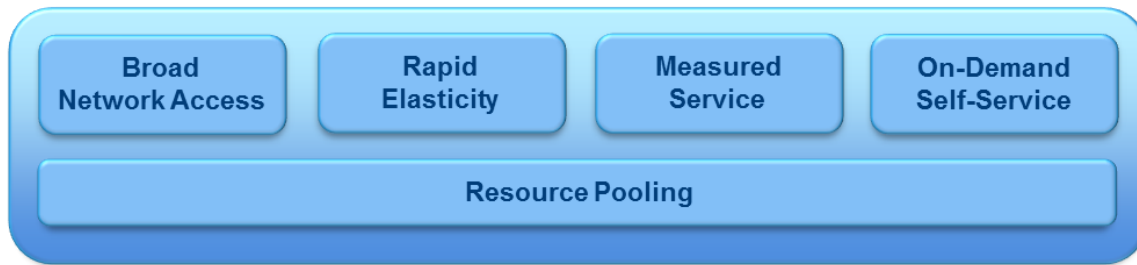 Broad
Network Access
Rapid
Elasticity
Measured
Service
On-Demand
Self-Service
Resource Pooling